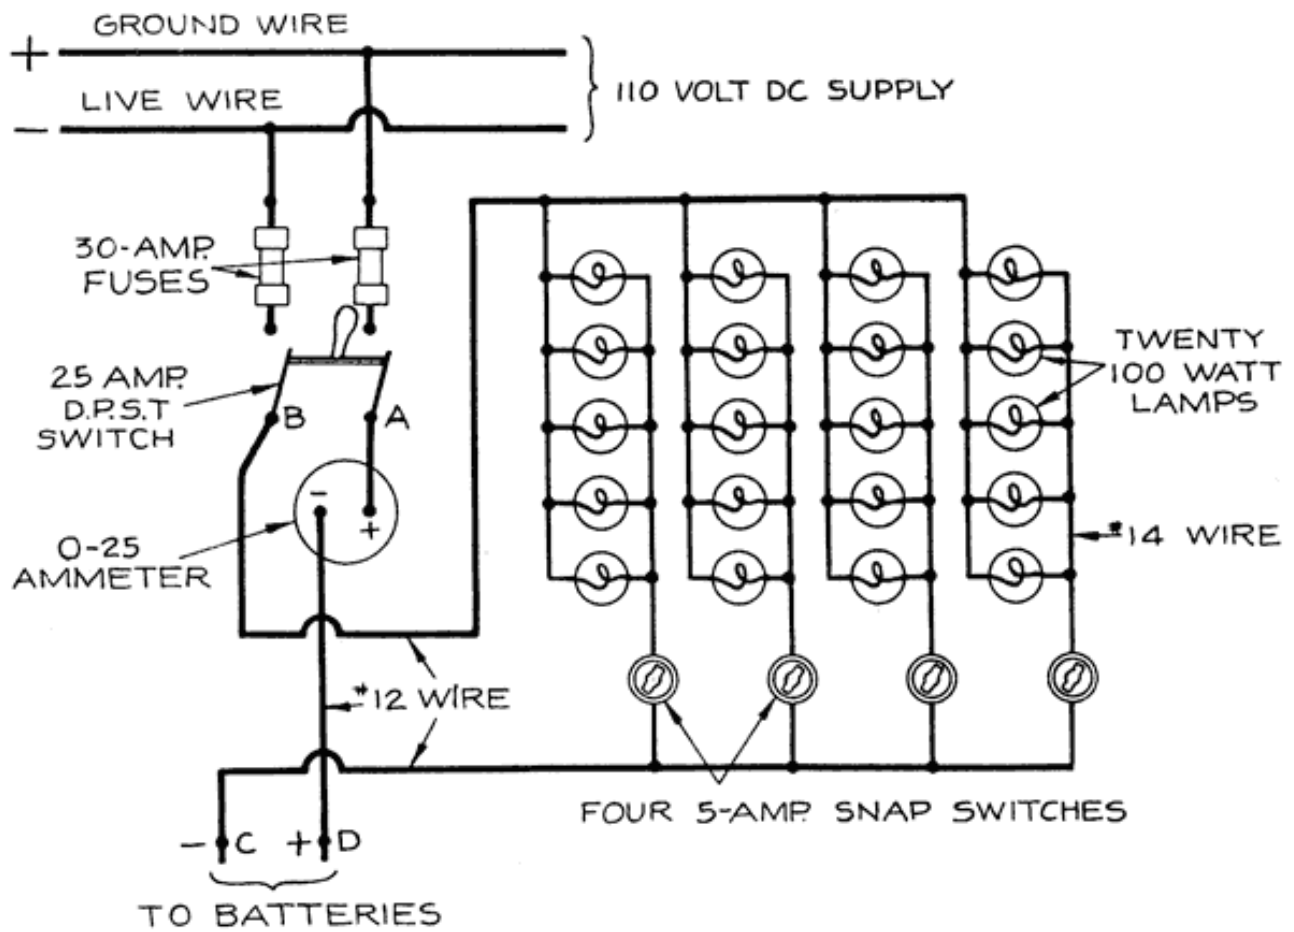 GROUND WIRE
+
LIVE WIRE
-
110 VOLT DC SUPPLY
30-AMP.
FUSES
25 AMP.
D.P.S.T
SWITCH
B
A
-
+
0-25
AMMETER
TWENTY
100 WATT
LAMPS
#14 WIRE
#12 WIRE
FOUR 5-AMP. SNAP SWITCHES
- C + D
TO BATTERIES